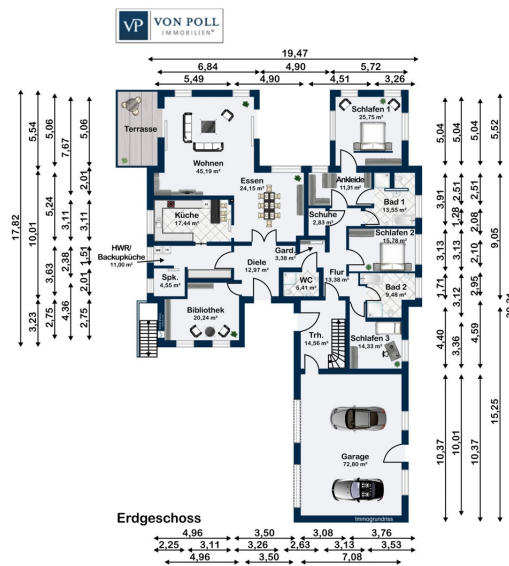 VP VON POLL
IMMOBILIEN®
19,47
6,84 4,90 5,72
5,49 4,90 4,51 3,26
17,82
5,54 10,01 3,23
5,06 5,24 3,63 2,75
7,67 3,11 2,38 4,36
5,06 2,01 3,11 1,51 2,01 2,75
Terrasse
Wohnen
45,19 m²
Essen
24,15 m²
Küche
17,44 m²
HWR/
Backupküche
11,00 m²
Spk.
4,55 m²
Bibliothek
20,24 m²
Diele
12,97 m²
Gard.
3,38 m²
WC
5,41 m²
Schlafen 1
25,75 m²
Ankleide
11,31 m²
Schuhe
2,83 m²
Bad 1
13,55 m²
Schlafen 2
15,78 m²
Flur
13,38 m²
Bad 2
9,48 m²
Trh.
14,56 m²
Schlafen 3
14,33 m²
Garage
72,80 m²
Immogrundriss
5,04 3,91 3,13 1,71 4,40 10,37
5,04 1,28 3,13 3,12 3,36 10,01
5,04 2,51 2,08 2,10 2,95 4,59 10,37
5,52 9,05 15,25
Erdgeschoss
4,96 3,50 3,08 3,76
2,25 3,11 3,26 2,63 3,13 3,53
4,96 3,50 7,08